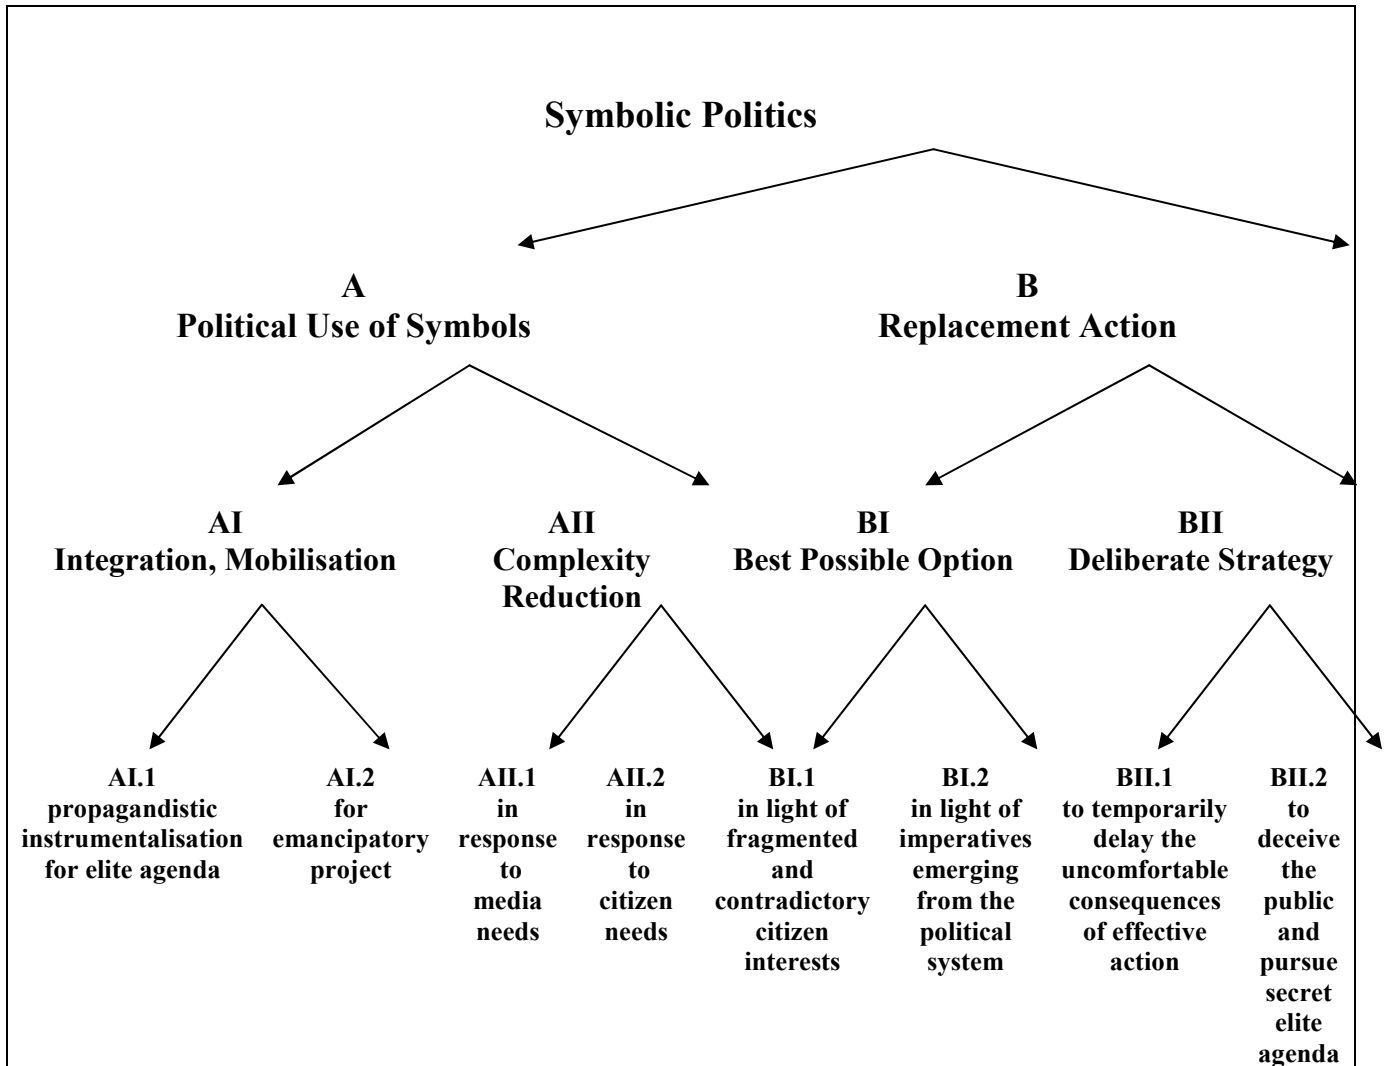 Symbolic Politics
A
Political Use of Symbols
B
Replacement Action
AI
Integration, Mobilisation
AII
Complexity
Reduction
BI
Best Possible Option
BII
Deliberate Strategy
AI.1
propagandistic
instrumentalisation
for elite agenda
AI.2
for
emancipatory
project
AII.1
in
response
to
media
needs
AII.2
in
response
to
citizen
needs
BI.1
in light of
fragmented
and
contradictory
citizen
interests
BI.2
in light of
imperatives
emerging
from the
political
system
BII.1
to temporarily
delay the
uncomfortable
consequences
of effective
action
BII.2
to
deceive
the
public
and
pursue
secret
elite
agenda